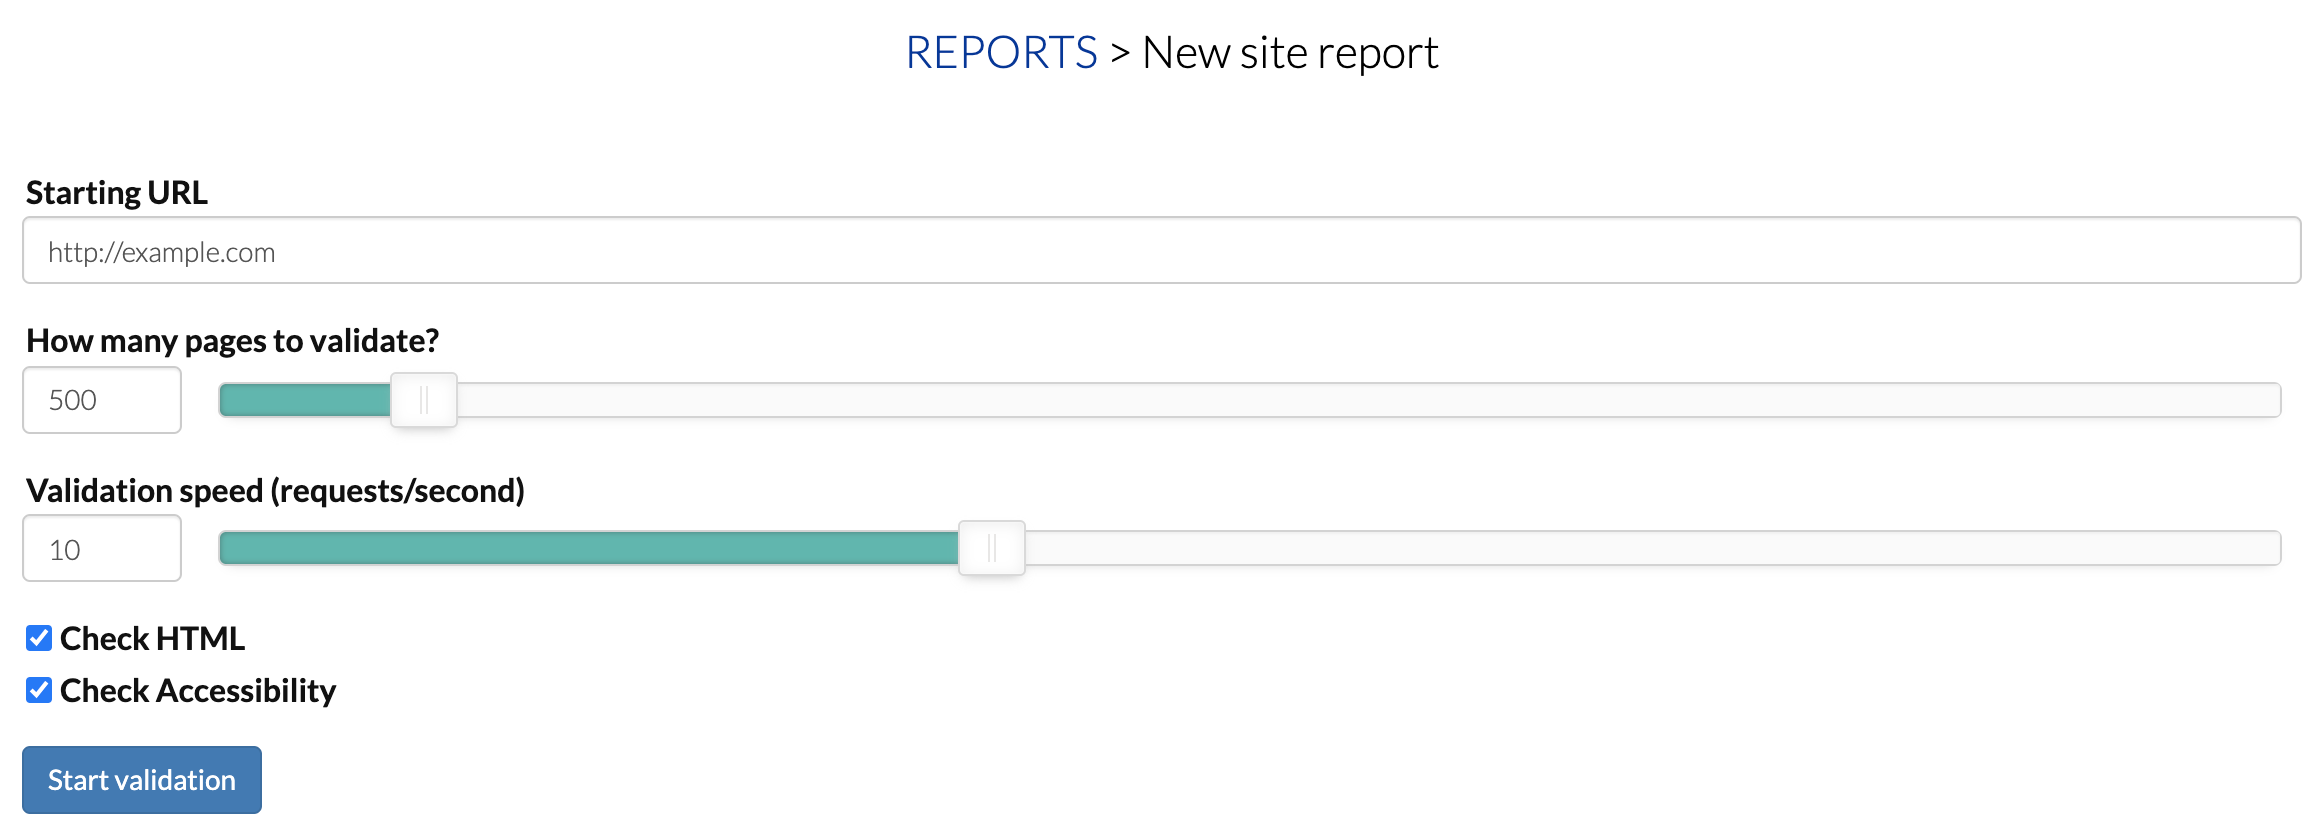 REPORTS > New site report
Starting URL
http://example.com
How many pages to validate?
500
Validation speed (requests/second)
10
Check HTML
Check Accessibility
Start validation